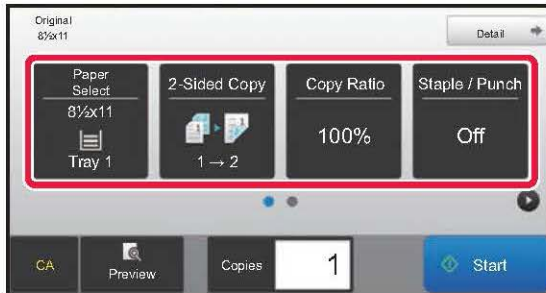 Original
8½x11
Detail
Paper
Select
8½x11
Tray 1
2-Sided Copy
1 → 2
Copy Ratio
100%
Staple / Punch
Off
CA
Preview
Copies
1
Start